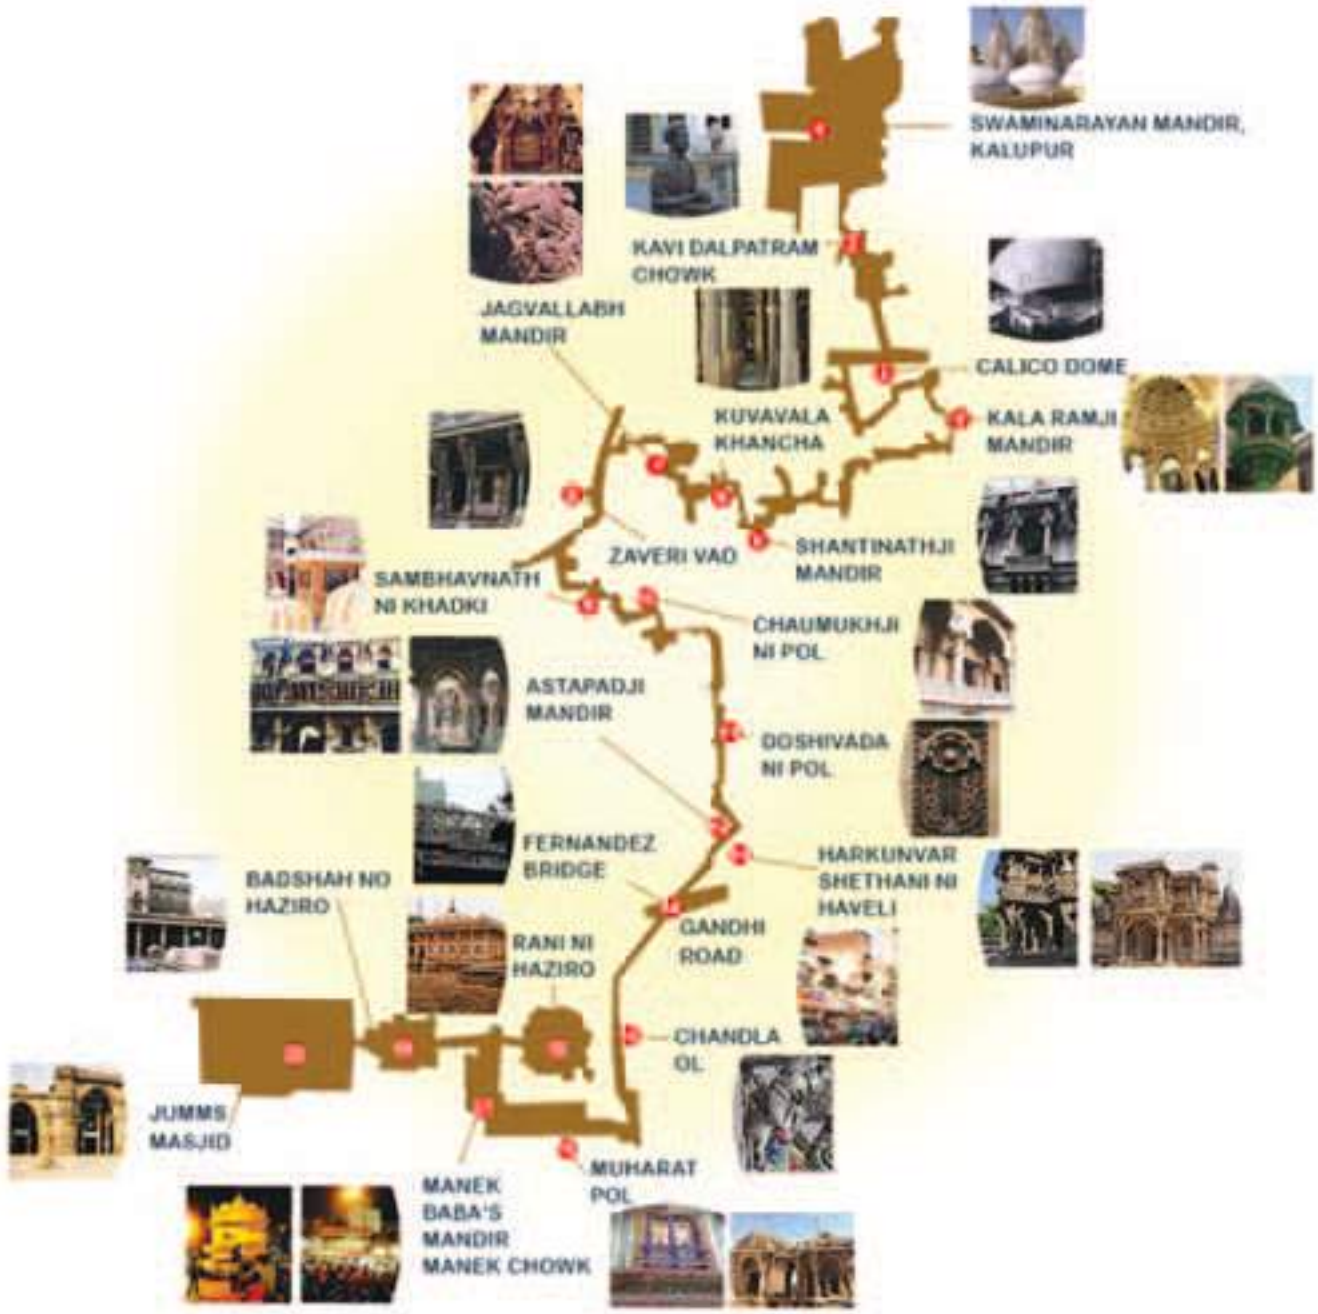 SWAMINARAYAN MANDIR,
KALUPUR
KAVI DALPATRAM
CHOWK
JAGVALLABH
MANDIR
CALICO DOME
KUVAVALA
KHANCHA
KALA RAMJI
MANDIR
ZAVERI VAD
SHANTINATHJI
MANDIR
SAMBHAVNATH
NI KHADKI
CHAUMUKHJI
NI POL
ASTAPADJI
MANDIR
DOSHIVADA
NI POL
FERNANDEZ
BRIDGE
HARKUNVAR
SHETHANI NI
HAVELI
BADSHAH NO
HAZIRO
GANDHI
ROAD
RANI NI
HAZIRO
CHANDLA
OL
JUMMS
MASJID
MUHARAT
POL
MANEK
BABA'S
MANDIR
MANEK CHOWK